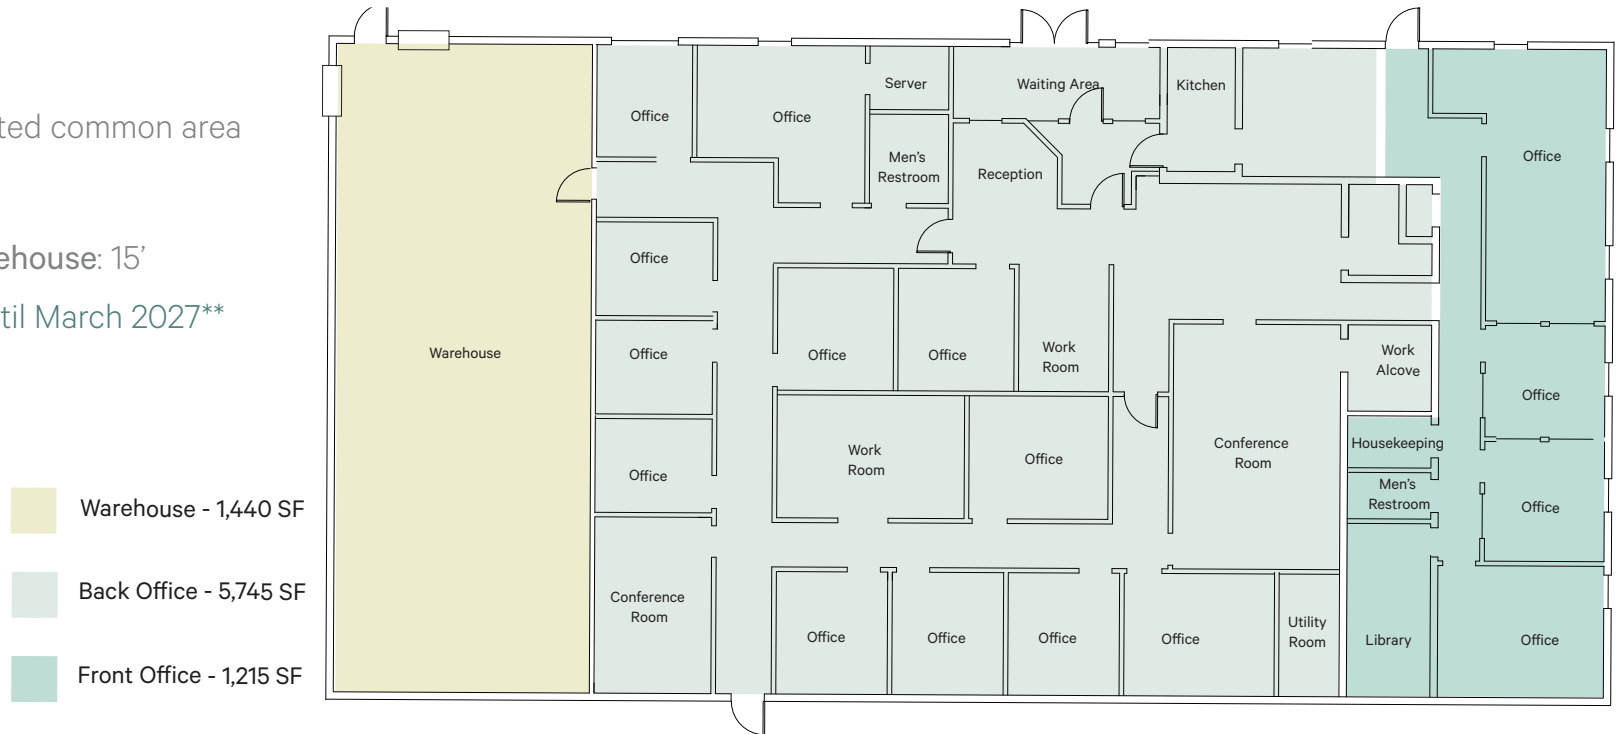 ted common area
ehouse: 15’
til March 2027**
Warehouse - 1,440 SF
Back Office - 5,745 SF
Front Office - 1,215 SF
Warehouse
Office
Office
Server
Men’s
Restroom
Waiting Area
Reception
Kitchen
Office
Office
Office
Office
Office
Office
Work
Room
Work
Room
Office
Conference
Room
Work
Alcove
Housekeeping
Men’s
Restroom
Office
Office
Office
Conference
Room
Office
Office
Office
Office
Utility
Room
Library
Office